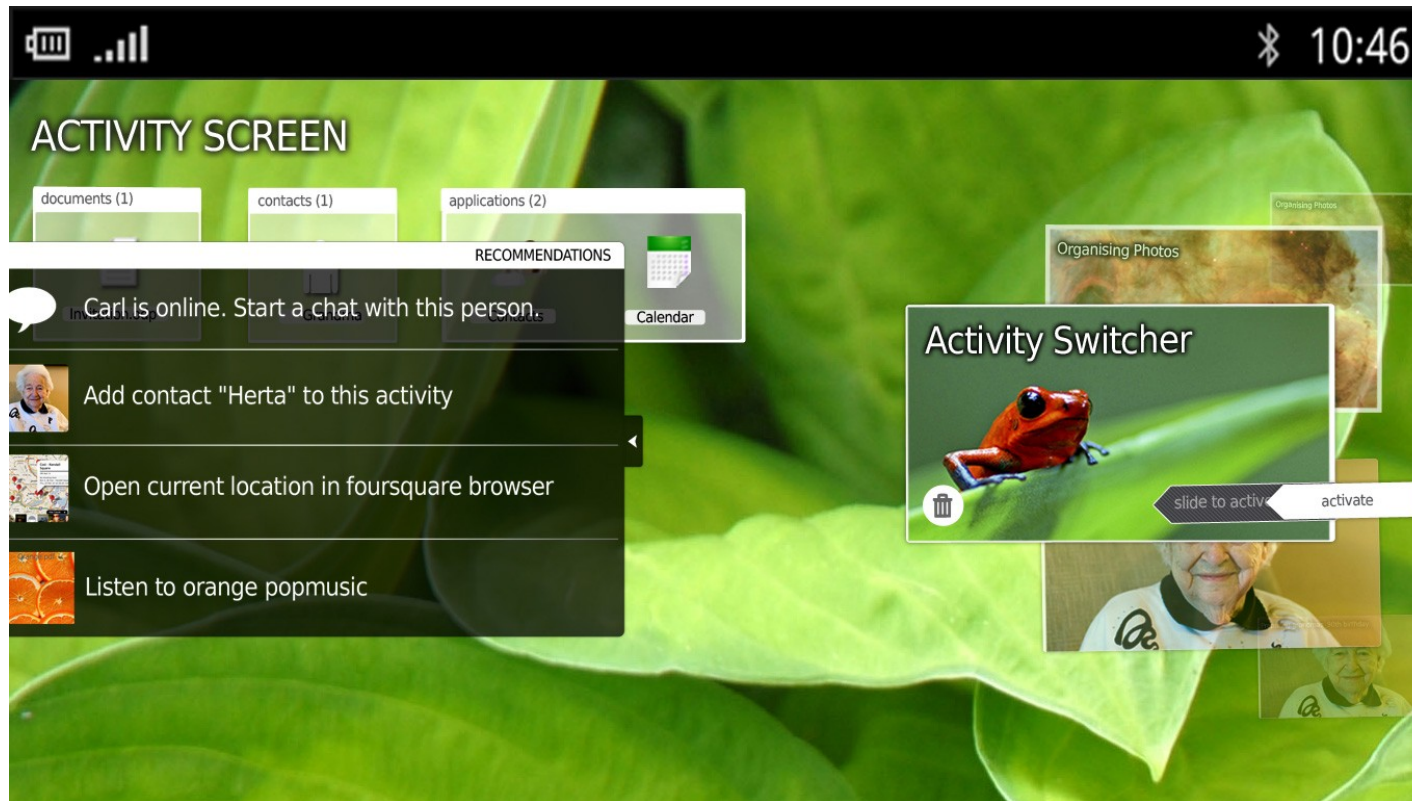 10:46
ACTIVITY SCREEN
documents (1)
contacts (1)
applications (2)
RECOMMENDATIONS
Carl is online. Start a chat with this person.
Grandma
Contacts
Calendar
Add contact "Herta" to this activity
Open current location in foursquare browser
Listen to orange popmusic
Organising Photos
Organising Photos
Activity Switcher
slide to activ
activate